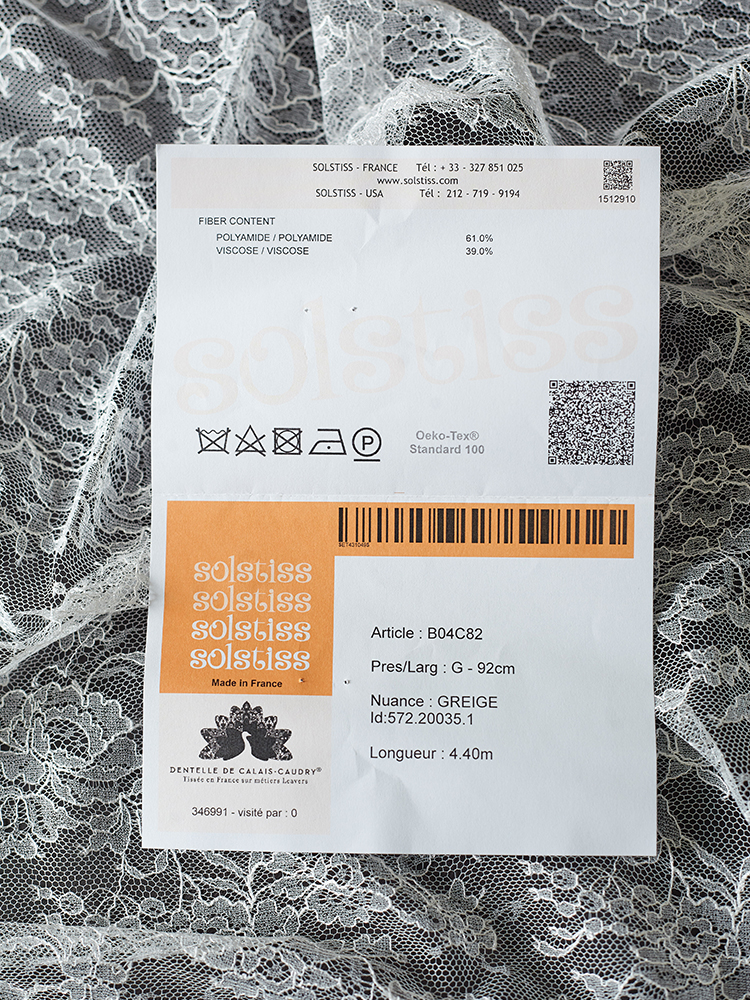 SOLSTISS - FRANCE Tél : + 33 - 327 851 025
www.solstiss.com
SOLSTISS - USA Tél : 212 - 719 - 9194
1512910
FIBER CONTENT
POLYAMIDE / POLYAMIDE 61.0%
VISCOSE / VISCOSE 39.0%
solstiss
P
Oeko-Tex®
Standard 100
solstiss
solstiss
solstiss
solstiss
Made in France
Article : B04C82
Pres/Larg : G - 92cm
Nuance : GREIGE
Id:572.20035.1
Longueur : 4.40m
DENTELLE DE CALAIS-CAUDRY®
Tissée en France sur métiers Leavers
346991 - visité par : 0